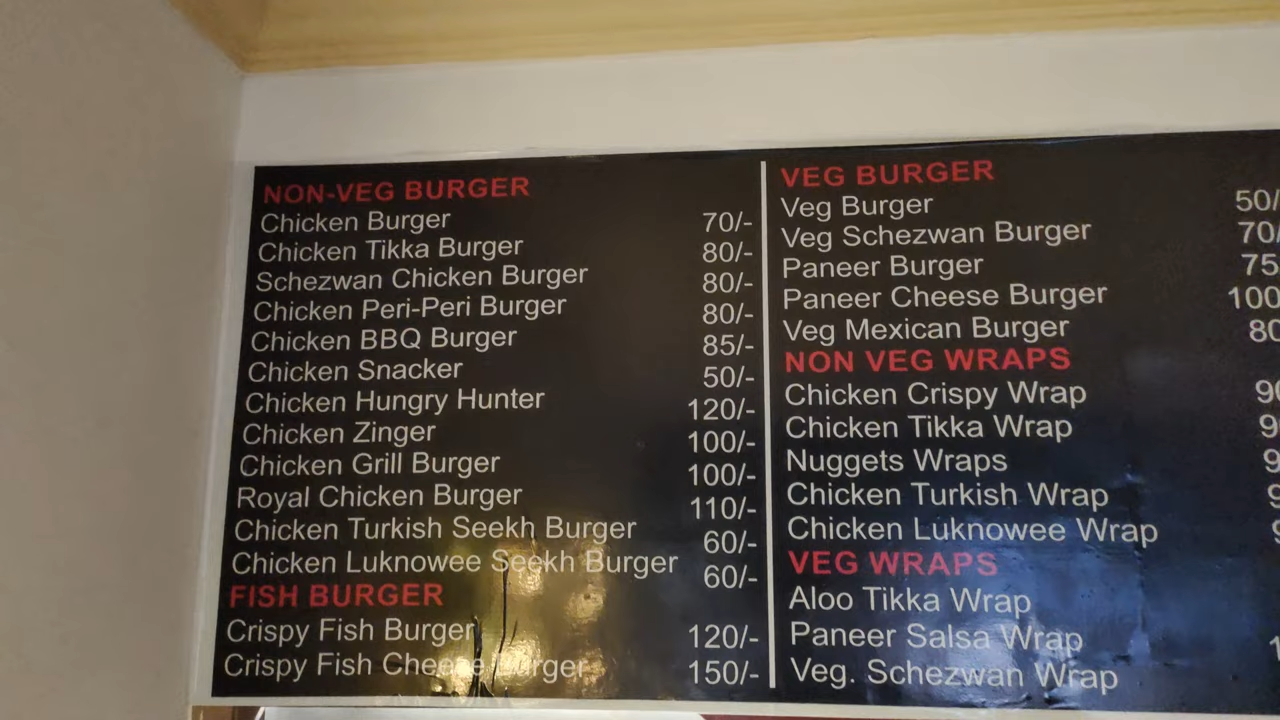 NON-VEG BURGER
Chicken Burger 70/-
Chicken Tikka Burger 80/-
Schezwan Chicken Burger 80/-
Chicken Peri-Peri Burger 80/-
Chicken BBQ Burger 85/-
Chicken Snacker 50/-
Chicken Hungry Hunter 120/-
Chicken Zinger 100/-
Chicken Grill Burger 100/-
Royal Chicken Burger 110/-
Chicken Turkish Seekh Burger 60/-
Chicken Luknowee Seekh Burger 60/-
FISH BURGER
Crispy Fish Burger 120/-
Crispy Fish Cheese Burger 150/-
VEG BURGER
Veg Burger 50/
Veg Schezwan Burger 70/
Paneer Burger 75
Paneer Cheese Burger 100
Veg Mexican Burger 80
NON VEG WRAPS
Chicken Crispy Wrap
Chicken Tikka Wrap
Nuggets Wraps
Chicken Turkish Wrap
Chicken Luknowee Wrap
VEG WRAPS
Aloo Tikka Wrap
Paneer Salsa Wrap
Veg. Schezwan Wrap